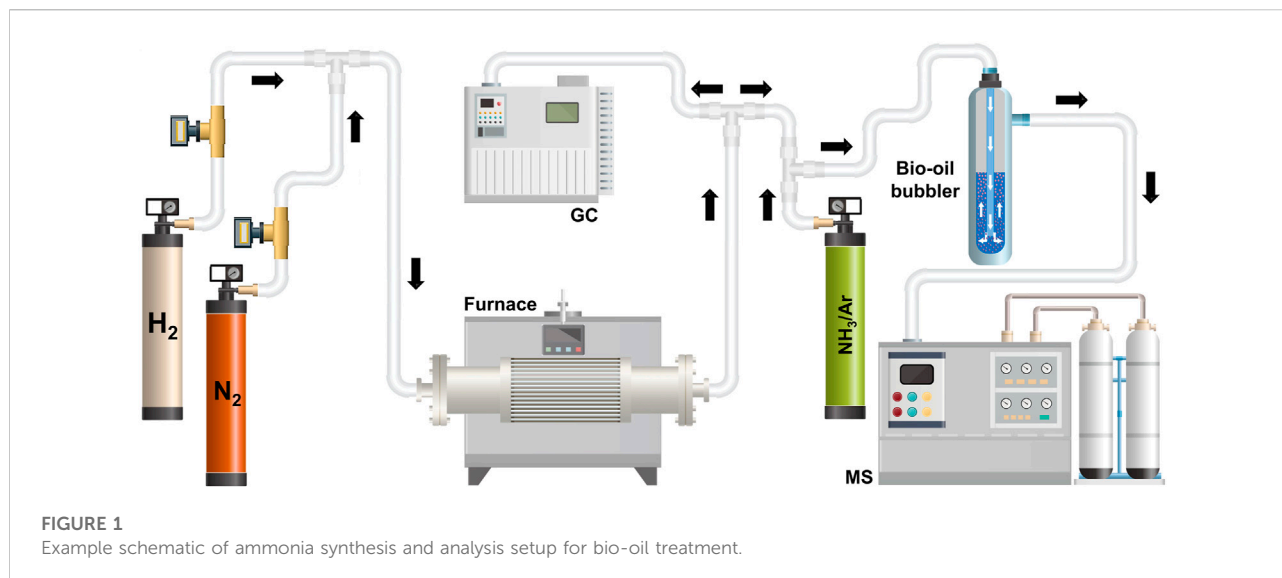 H₂
N₂
GC
Furnace
NH₃/Ar
Bio-oil
bubbler
MS
FIGURE 1
Example schematic of ammonia synthesis and analysis setup for bio-oil treatment.